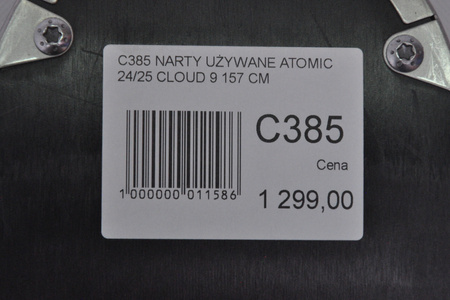 C385 NARTY UŻYWANE ATOMIC
24/25 CLOUD 9 157 CM
C385
Cena
1 000000 011586
1 299,00